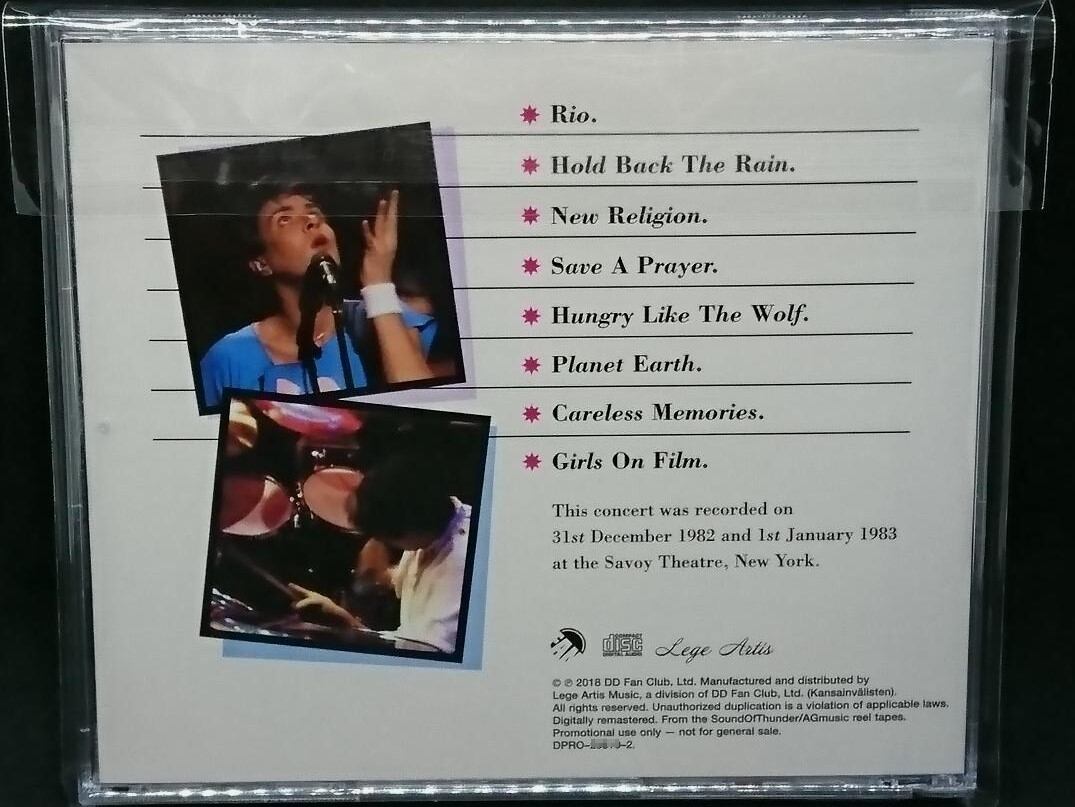 Rio.
Hold Back The Rain.
New Religion.
Save A Prayer.
Hungry Like The Wolf.
Planet Earth.
Careless Memories.
Girls On Film.
This concert was recorded on
31st December 1982 and 1st January 1983
at the Savoy Theatre, New York.
COMPACT
disc
DIGITAL AUDIO
Lege Artis
© ℗ 2018 DD Fan Club, Ltd. Manufactured and distributed by
Lege Artis Music, a division of DD Fan Club, Ltd. (Kansainvälisten).
All rights reserved. Unauthorized duplication is a violation of applicable laws.
Digitally remastered. From the SoundOfThunder/AGmusic reel tapes.
Promotional use only — not for general sale.
DPRO–
–2.